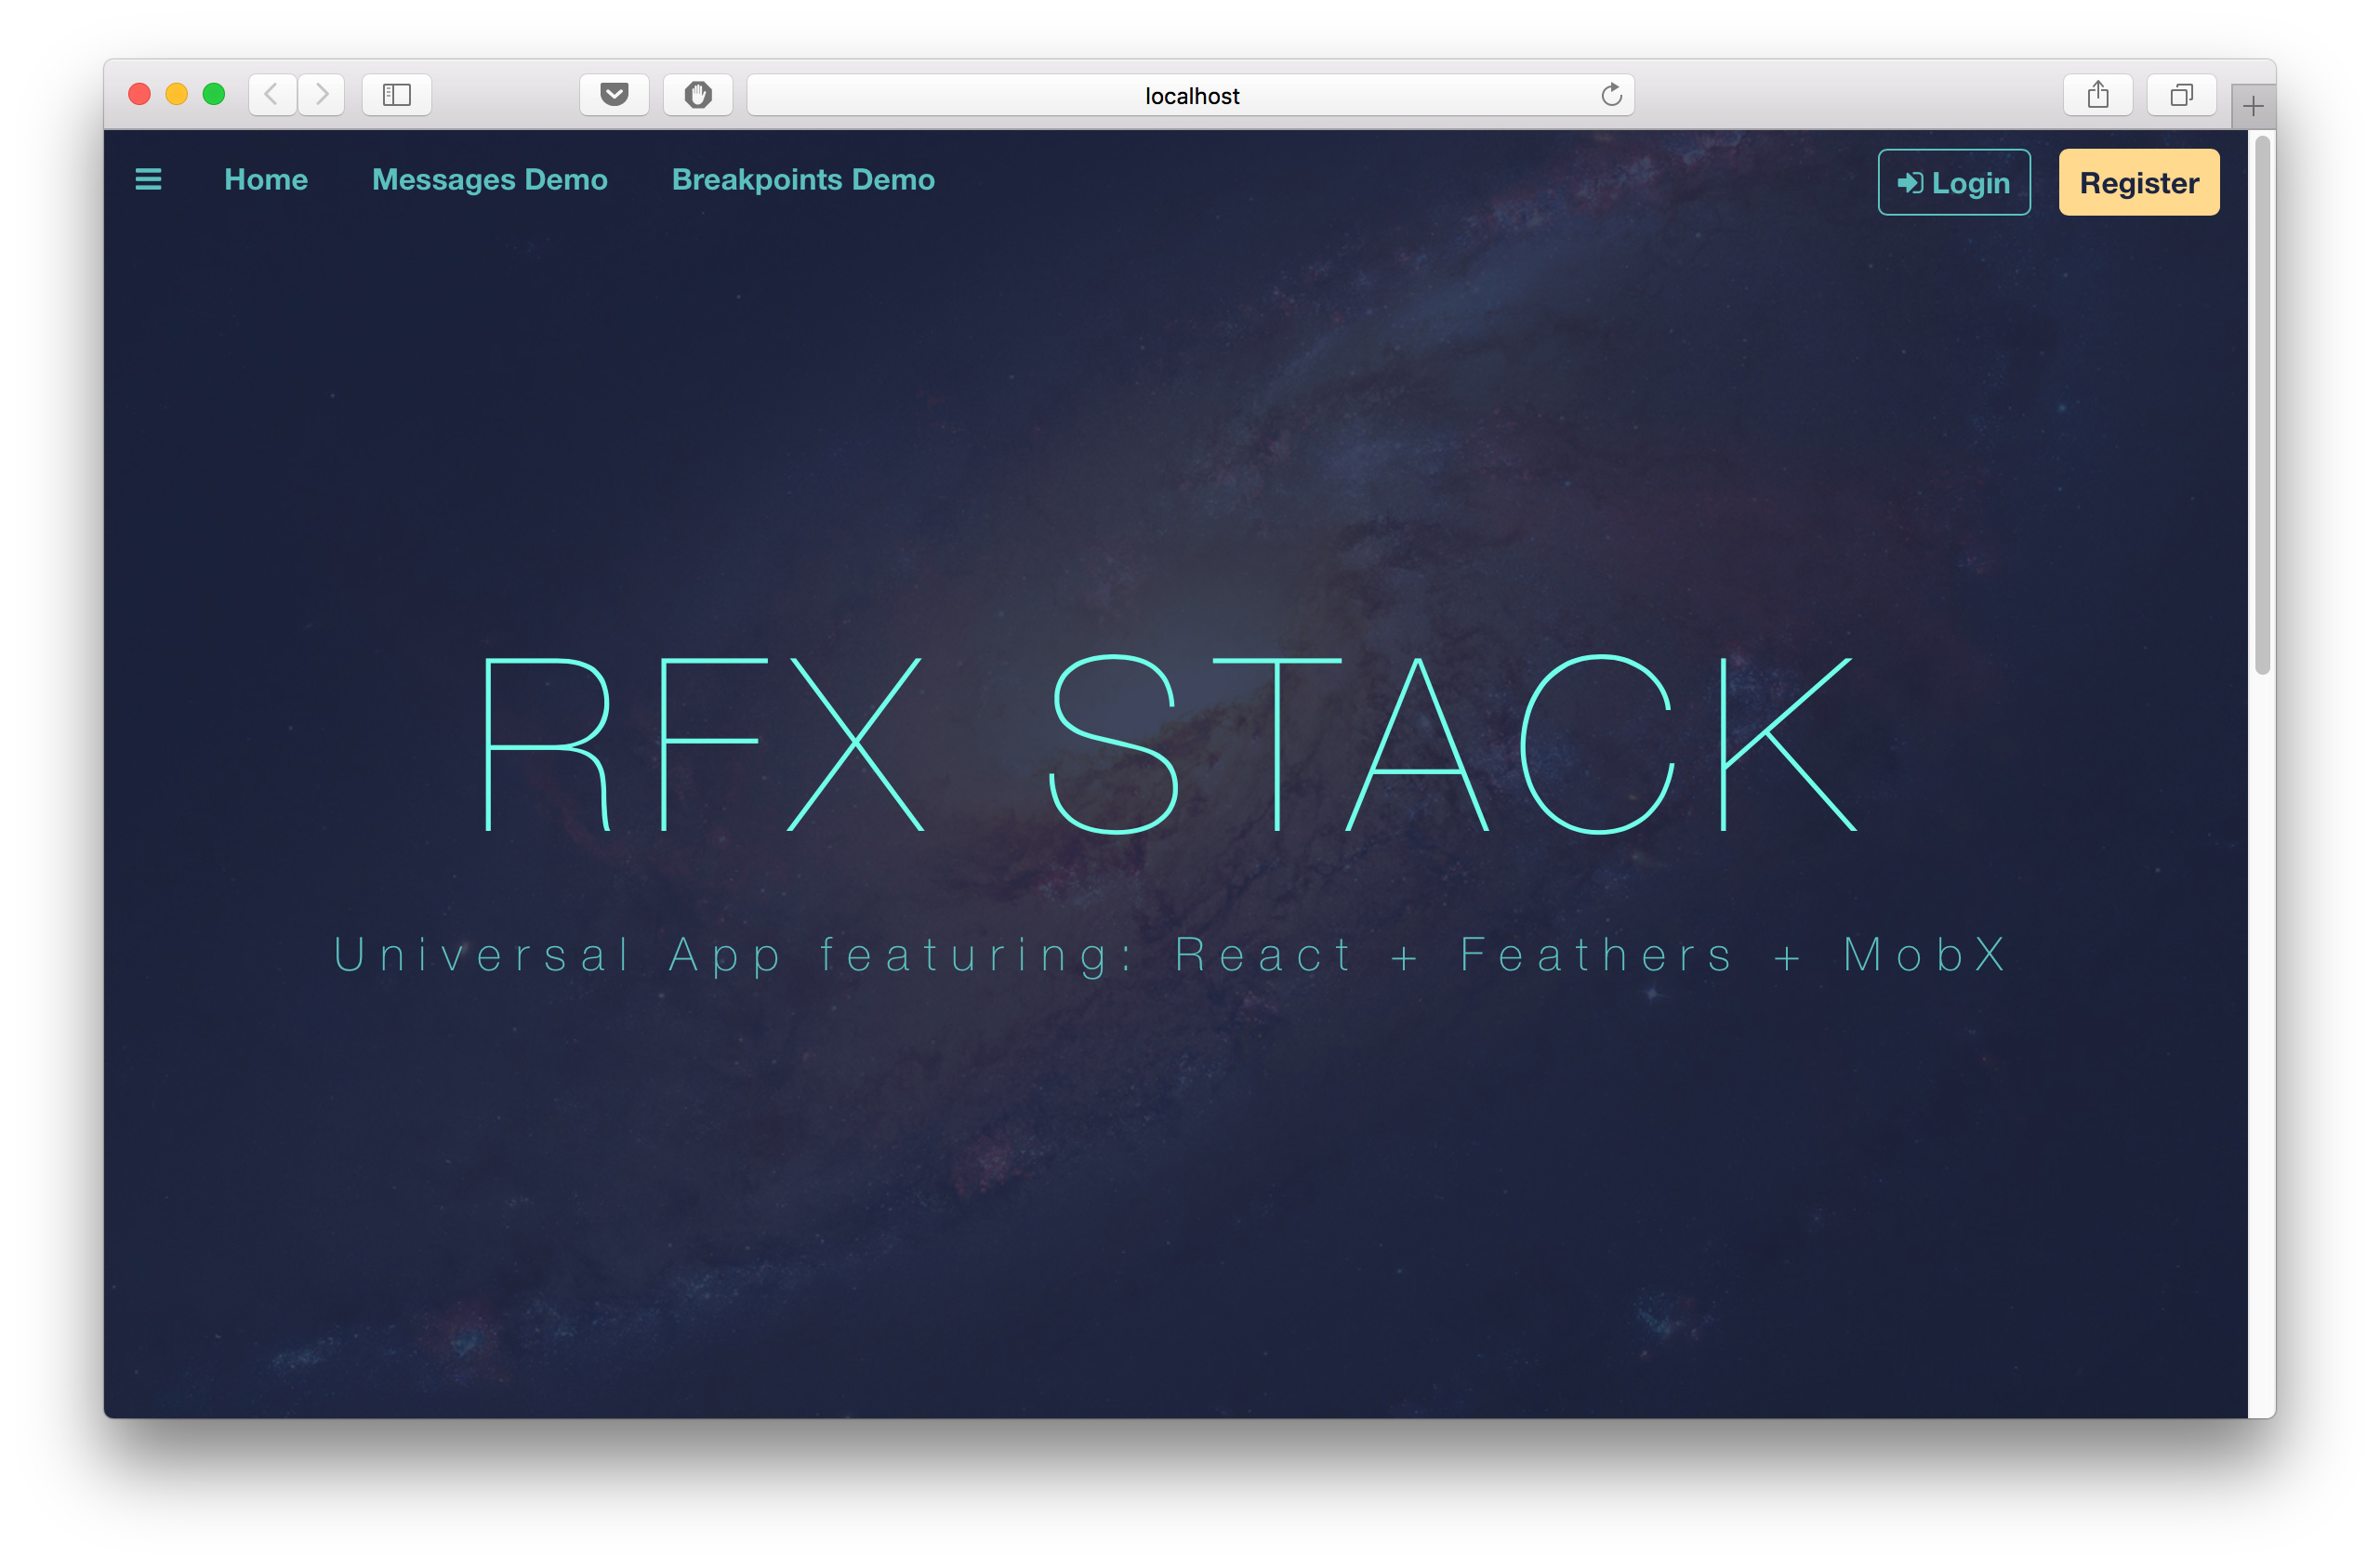 localhost
Home Messages Demo Breakpoints Demo Login Register
RFX STACK
Universal App featuring: React + Feathers + MobX